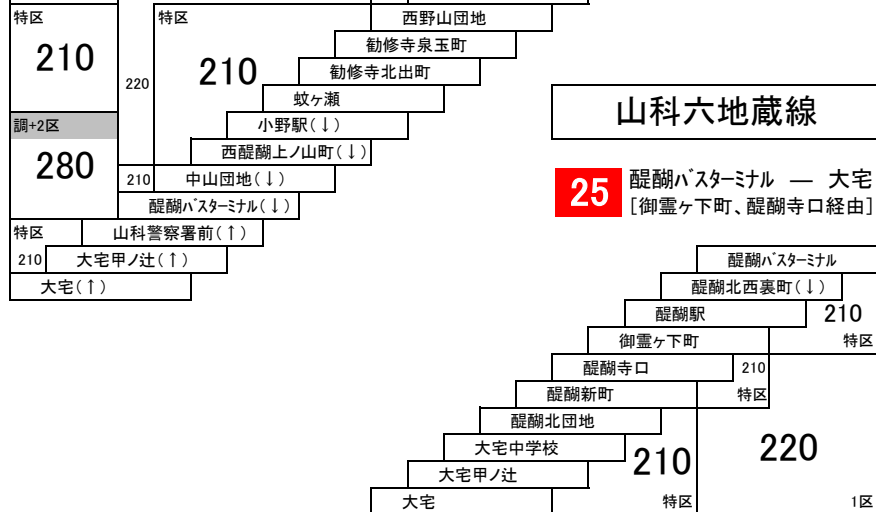 特区
210
調+2区
280
特区
210
220
210
特区
210
西野山団地
勧修寺泉玉町
勧修寺北出町
蚊ヶ瀬
小野駅(↓)
西醍醐上ノ山町(↓)
中山団地(↓)
醍醐バスターミナル(↓)
山科警察署前(↑)
大宅甲ノ辻(↑)
大宅(↑)
山科六地蔵線
25 醍醐バスターミナル ― 大宅
[御霊ヶ下町、醍醐寺口経由]
醍醐バスターミナル
醍醐北西裏町(↓)
醍醐駅
御霊ヶ下町
醍醐寺口
醍醐新町
醍醐北団地
大宅中学校
大宅甲ノ辻
大宅
210
特区
210
特区
210
特区
220
1区